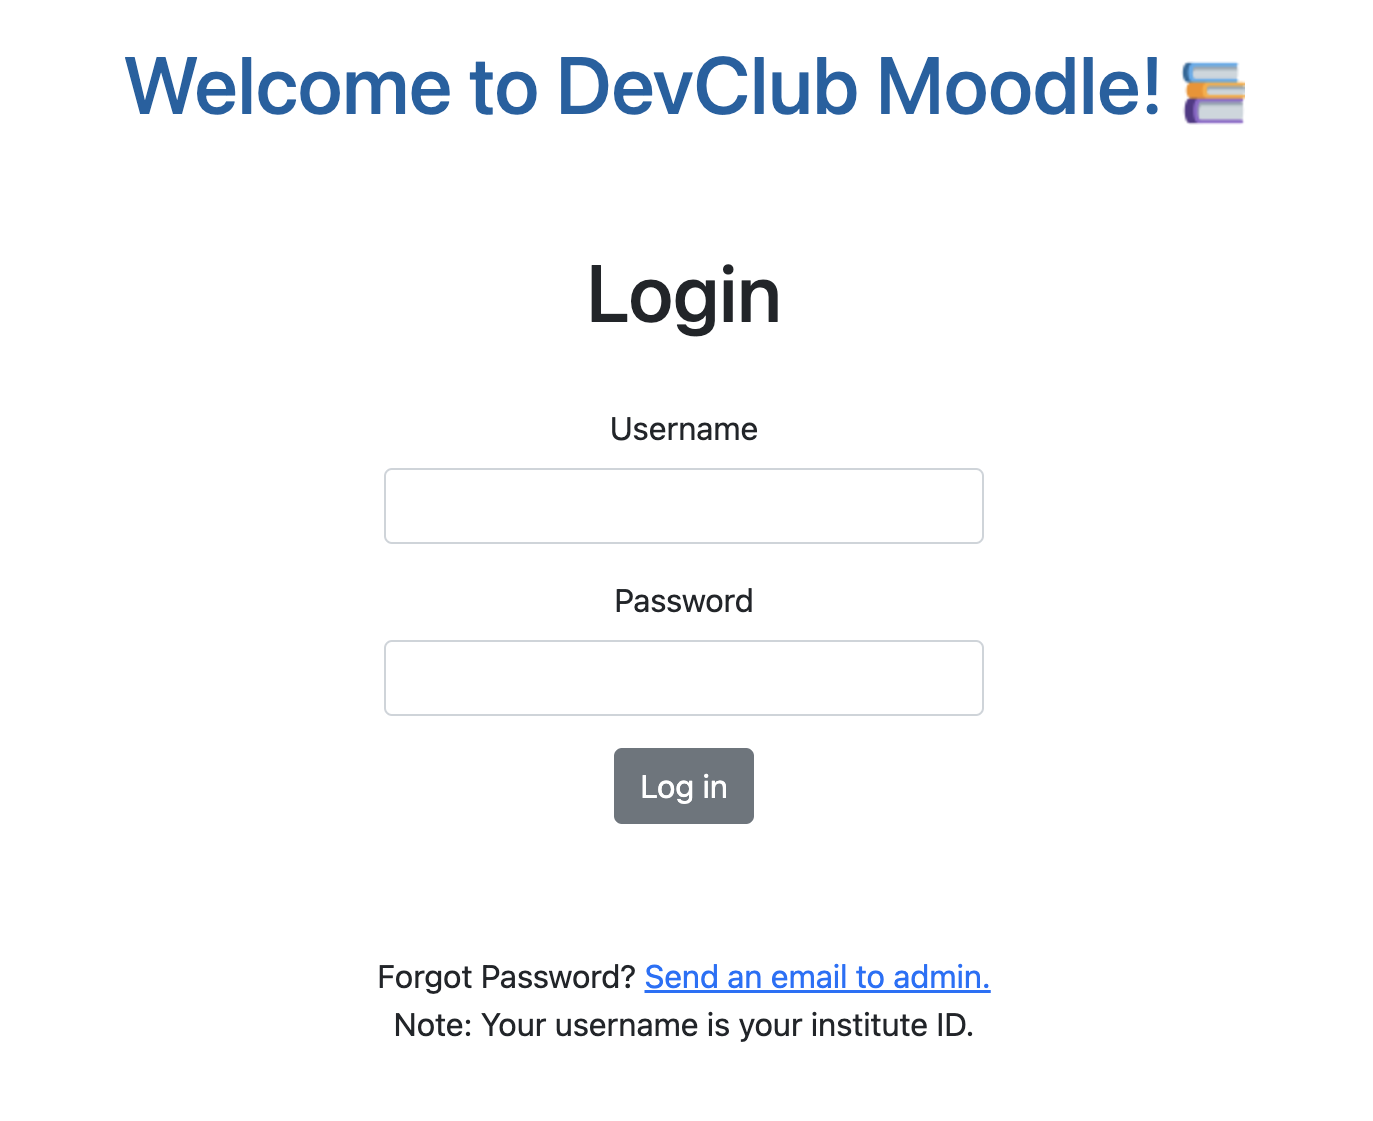 Welcome to DevClub Moodle! 📚
Login
Username
Password
Log in
Forgot Password? Send an email to admin.
Note: Your username is your institute ID.